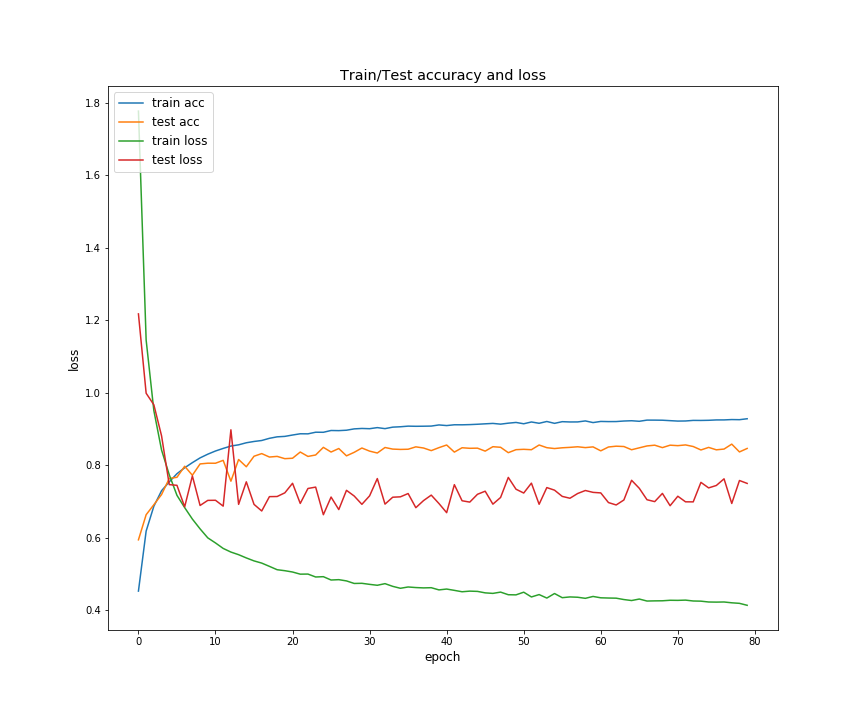 Train/Test accuracy and loss
train acc
test acc
train loss
test loss
1.8
1.6
1.4
1.2
1.0
0.8
0.6
0.4
loss
0 10 20 30 40 50 60 70 80
epoch